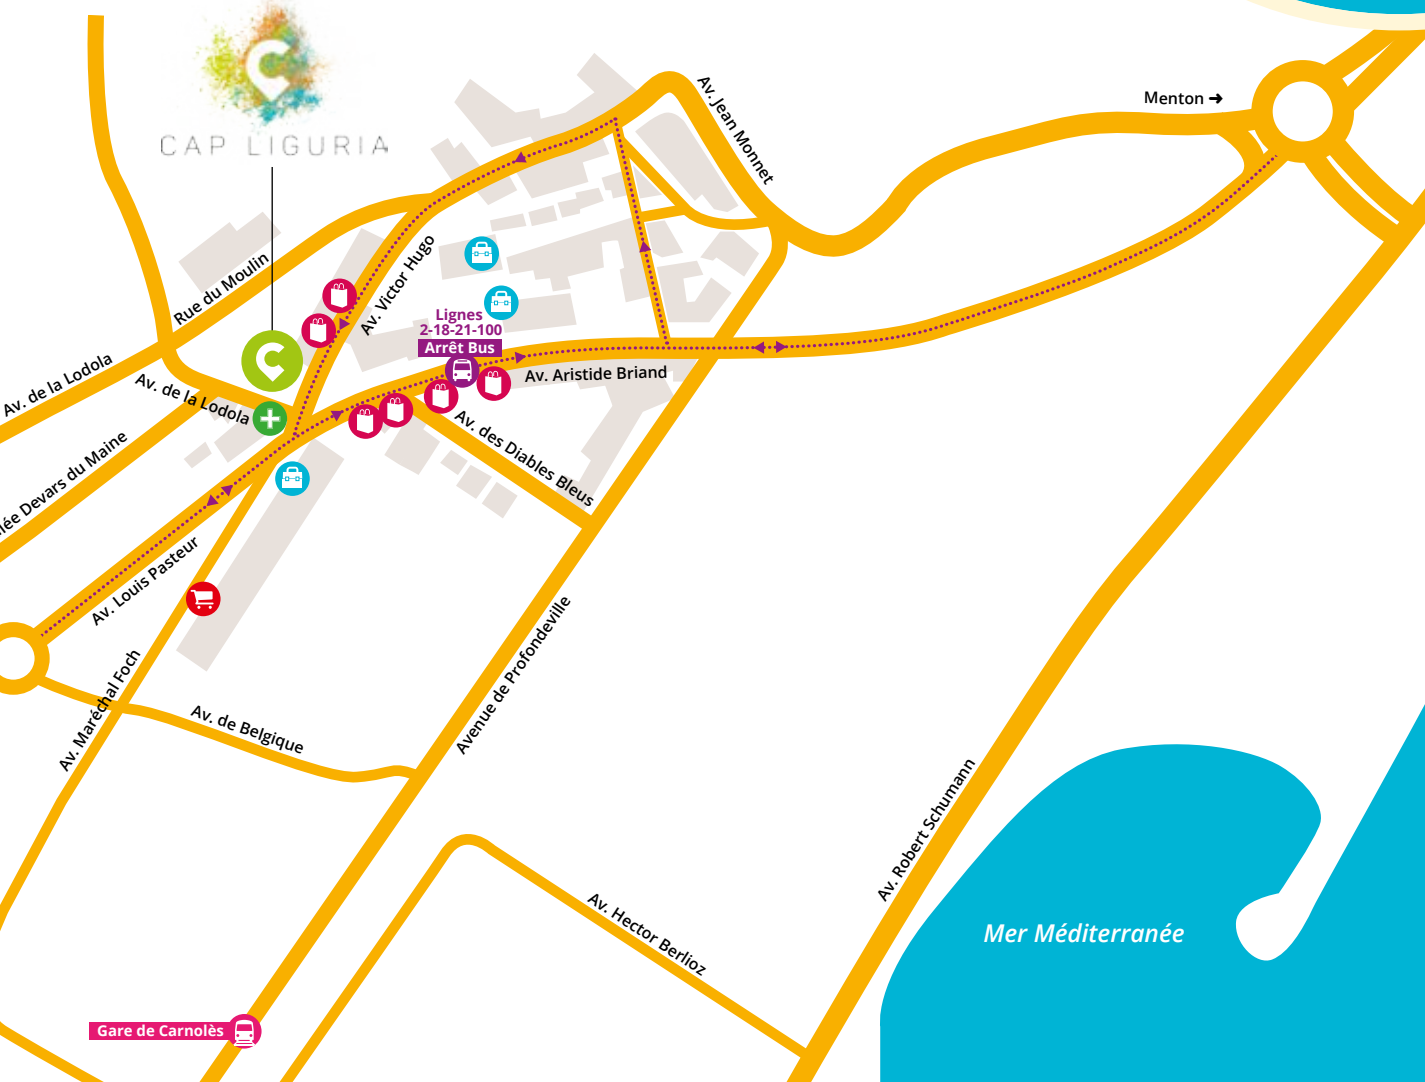 CAP LIGURIA
Av. Jean Monnet
Menton ➔
Rue du Moulin
Av. Victor Hugo
Lignes
2-18-21-100
Arrêt Bus
Av. de la Lodola
Av. de la Lodola
Av. Aristide Briand
Av. des Diables Bleus
lée Devars du Maine
Av. Louis Pasteur
Av. Maréchal Foch
Avenue de Profondeville
Av. de Belgique
Av. Robert Schumann
Av. Hector Berlioz
Mer Méditerranée
Gare de Carnolès